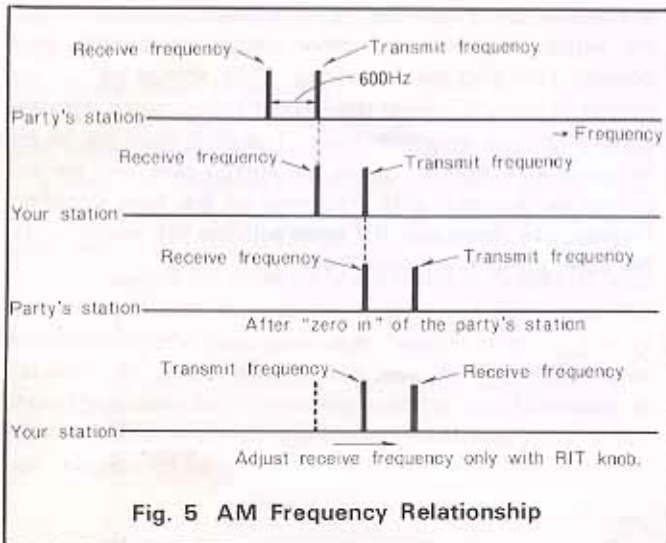 Receive frequency Transmit frequency
600Hz
Party's station
→ Frequency
Receive frequency Transmit frequency
Your station
Receive frequency Transmit frequency
Party's station
After "zero in" of the party's station
Transmit frequency Receive frequency
Your station
Adjust receive frequency only with RIT knob.
Fig. 5 AM Frequency Relationship